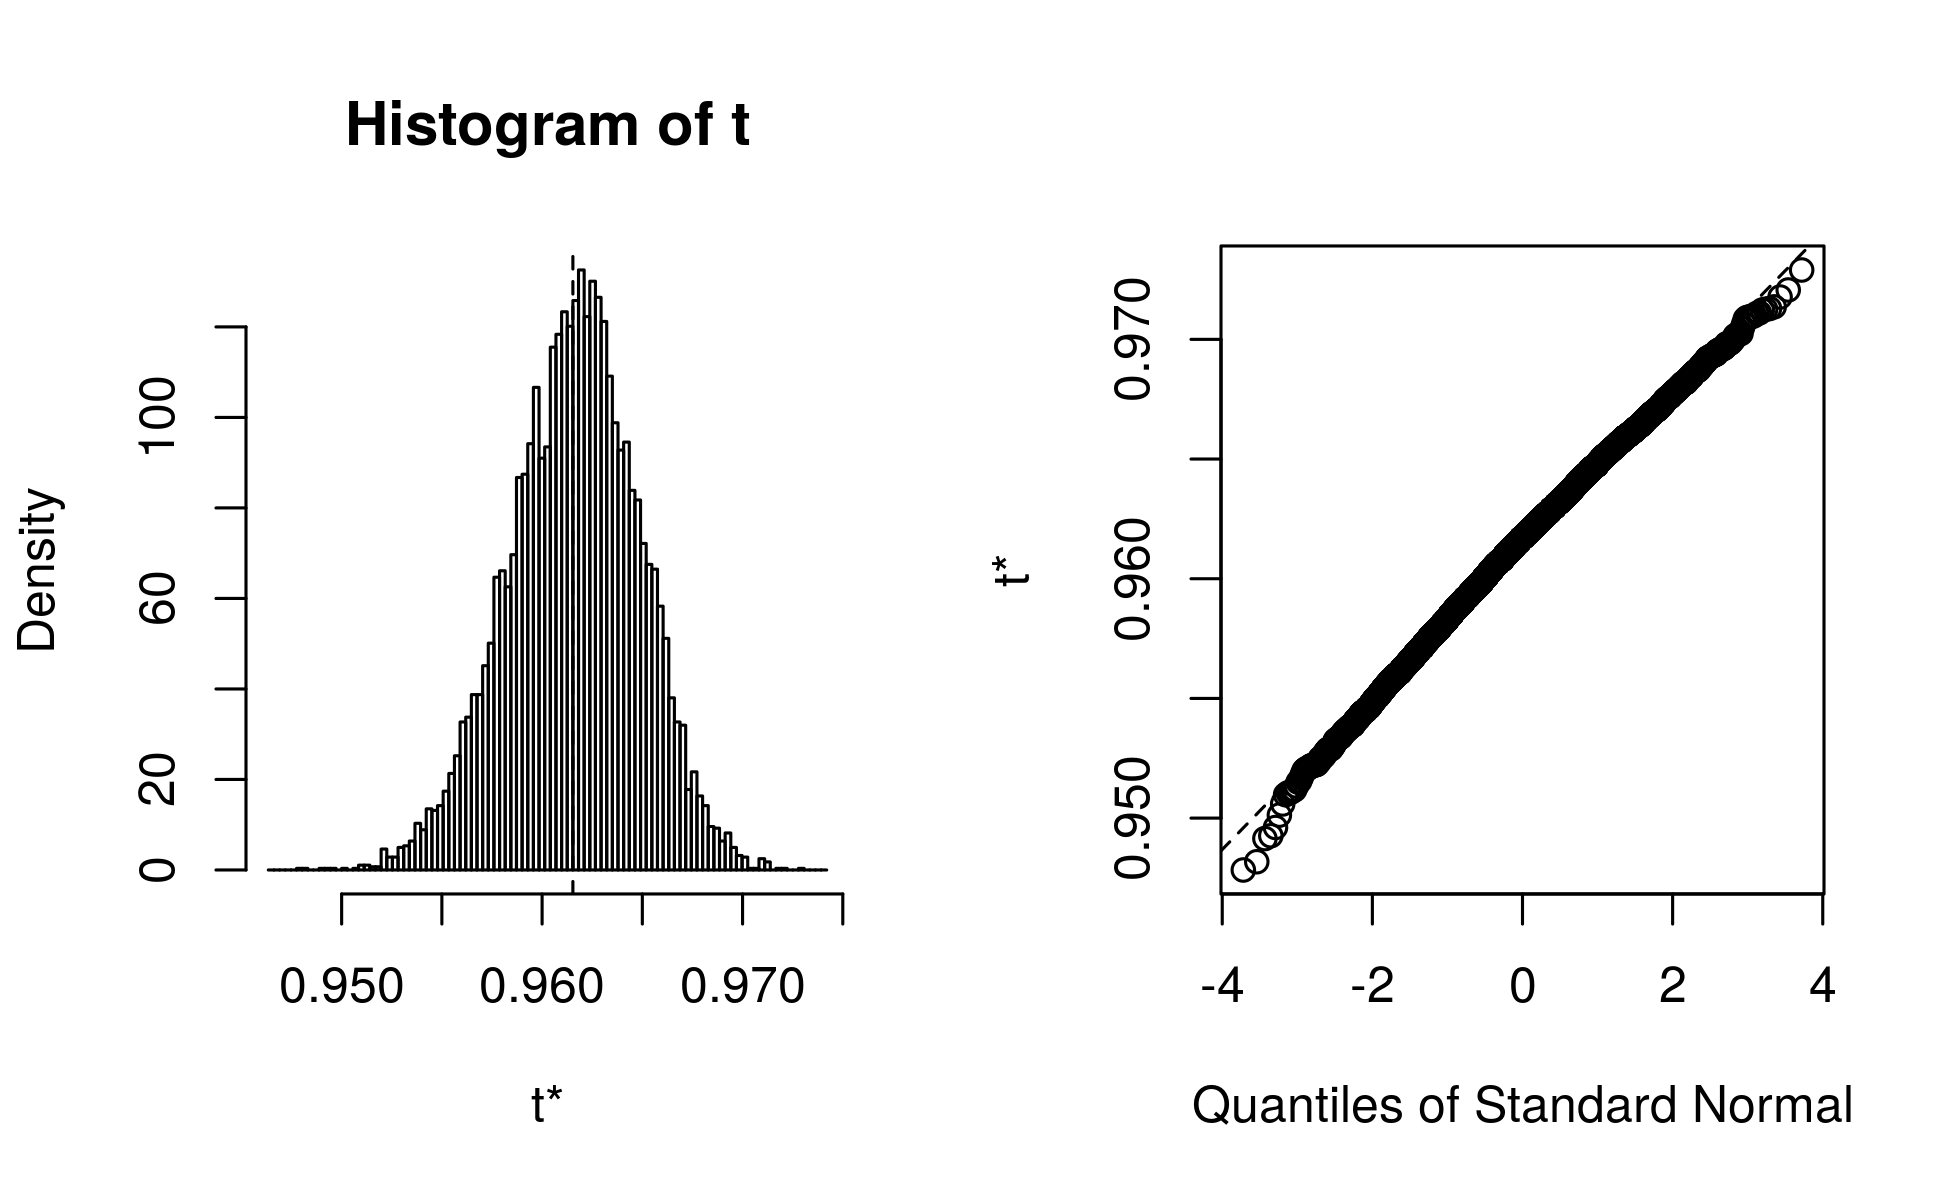 Histogram of t
Density
0
20
60
100
0.950 0.960 0.970
t*
t*
0.950
0.960
0.970
-4 -2 0 2 4
Quantiles of Standard Normal